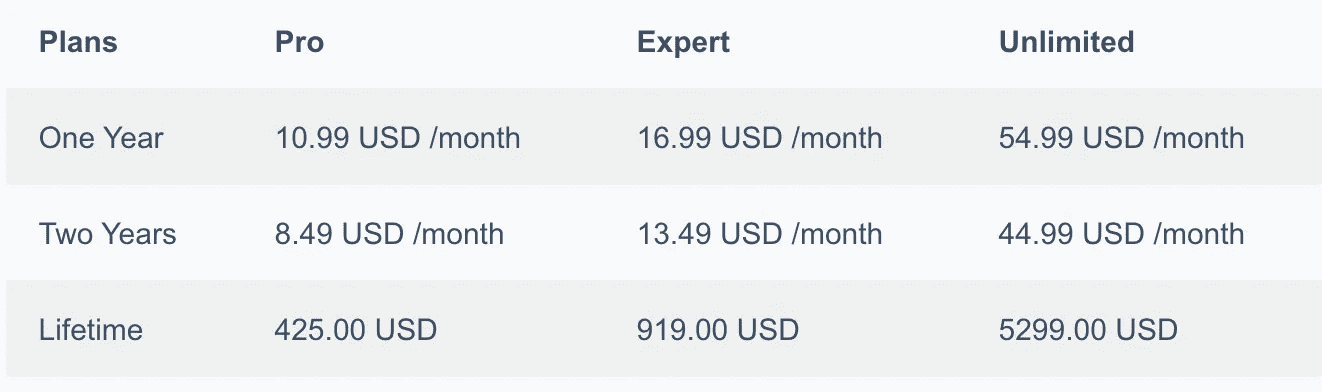 Plans Pro Expert Unlimited
One Year 10.99 USD /month 16.99 USD /month 54.99 USD /month
Two Years 8.49 USD /month 13.49 USD /month 44.99 USD /month
Lifetime 425.00 USD 919.00 USD 5299.00 USD